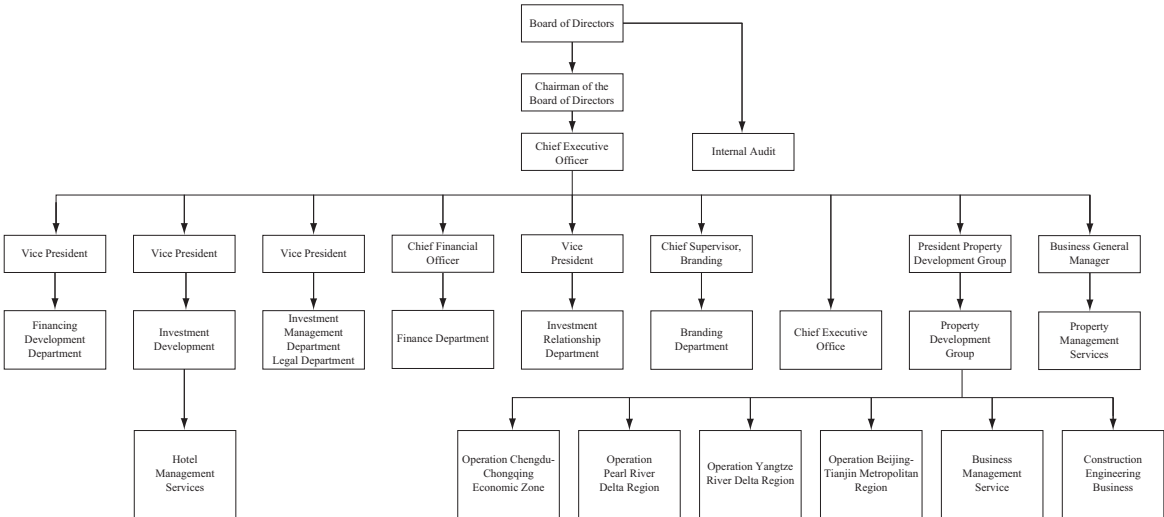 Board of Directors
Chairman of the
Board of Directors
Chief Executive
Officer
Internal Audit
Vice President
Vice President
Vice President
Chief Financial
Officer
Vice
President
Chief Supervisor,
Branding
President Property
Development Group
Business General
Manager
Financing
Development
Department
Investment
Development
Investment
Management
Department
Legal Department
Finance Department
Investment
Relationship
Department
Branding
Department
Chief Executive
Office
Property
Development
Group
Property
Management
Services
Hotel
Management
Services
Operation Chengdu-
Chongqing
Economic Zone
Operation
Pearl River
Delta Region
Operation Yangtze
River Delta Region
Operation Beijing-
Tianjin Metropolitan
Region
Business
Management
Service
Construction
Engineering
Business